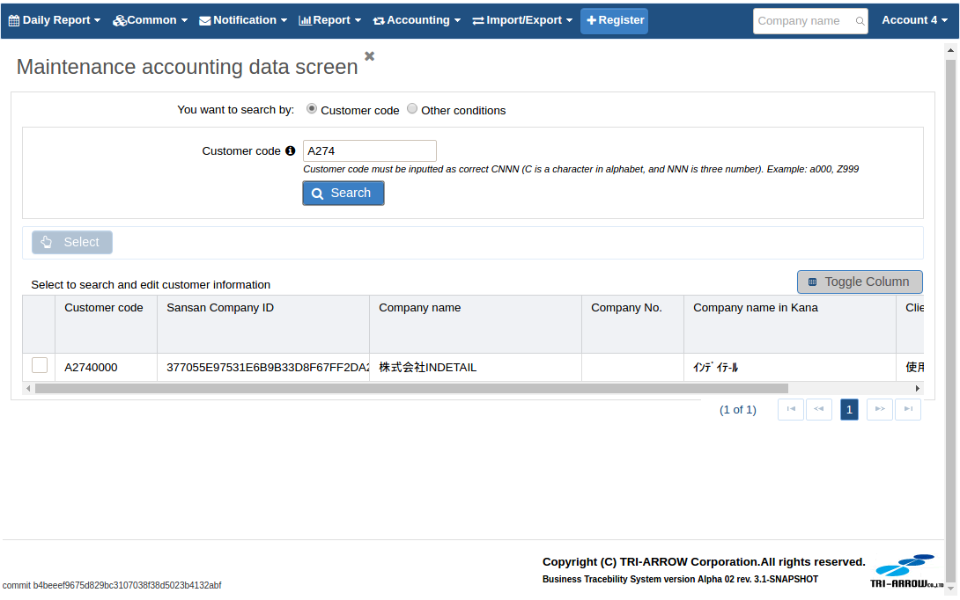 Daily Report Common Notification Report Accounting Import/Export Register Company name Account 4
Maintenance accounting data screen
You want to search by: Customer code Other conditions
Customer code A274
Customer code must be inputted as correct CNNN (C is a character in alphabet, and NNN is three number). Example: a000, Z999
Search
Select
Select to search and edit customer information Toggle Column
Customer code Sansan Company ID Company name Company No. Company name in Kana Clie
A2740000 377055E97531E6B9B33D8F67FF2DA2 株式会社INDETAIL ｲﾝﾃﾞｨﾃｰﾙ 使用
(1 of 1) 1
Copyright (C) TRI-ARROW Corporation.All rights reserved.
Business Tracebility System version Alpha 02 rev. 3.1-SNAPSHOT
TRI-ARROW CO.,LTD
commit b4beeef9675d829bc3107038f38d5023b4132abf